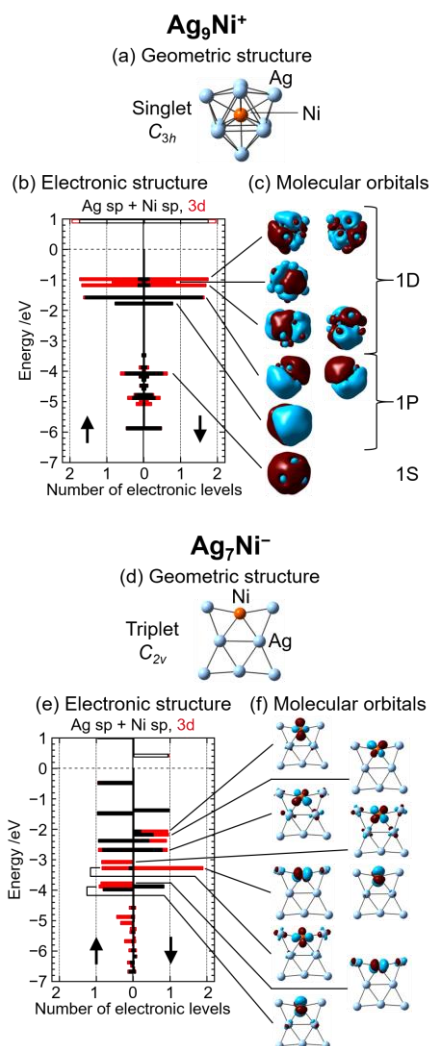 Ag9Ni+
(a) Geometric structure
Ag
Singlet
C3h
Ni
(b) Electronic structure
(c) Molecular orbitals
Ag sp + Ni sp, 3d
1
0
−1
−2
−3
−4
−5
−6
−7
Energy /eV
2 1 0 1 2
Number of electronic levels
1D
1P
1S
Ag7Ni−
(d) Geometric structure
Ni
Triplet
C2v
Ag
(e) Electronic structure
(f) Molecular orbitals
Ag sp + Ni sp, 3d
1
0
−1
−2
−3
−4
−5
−6
−7
Energy /eV
2 1 0 1 2
Number of electronic levels